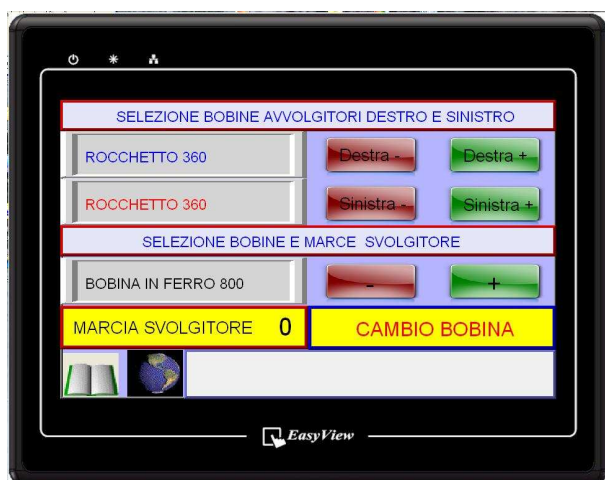 SELEZIONE BOBINE AVVOLGITORI DESTRO E SINISTRO
ROCCHETTO 360
Destra -
Destra +
ROCCHETTO 360
Sinistra -
Sinistra +
SELEZIONE BOBINE E MARCE SVOLGITORE
BOBINA IN FERRO 800
-
+
MARCIA SVOLGITORE 0
CAMBIO BOBINA
EasyView